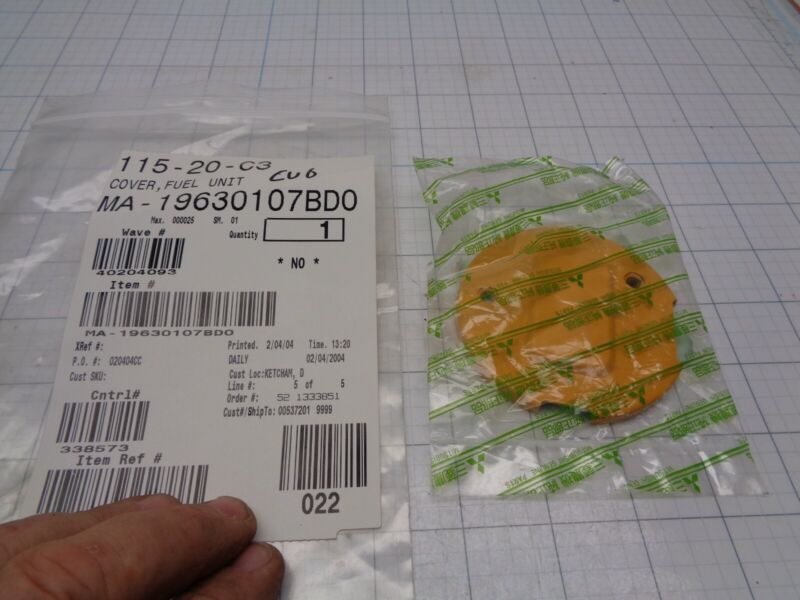 115-20-C3
CUB
COVER, FUEL UNIT
MA-19630107BD0
Max. 000025 SM. 01
Wave #
Quantity 1
40204093
* NO *
Item #
MA-19630107BD0
XRef #:
Printed. 2/04/04 Time. 13:20
P.O. #: 020404CC
DAILY 02/04/2004
Cust SKU:
Cust Loc:KETCHAM, D
Line #: 5 of 5
Cntrl#
Order #: 52 1333851
Cust#/ShipTo: 00537201 9999
338573
Item Ref #
022